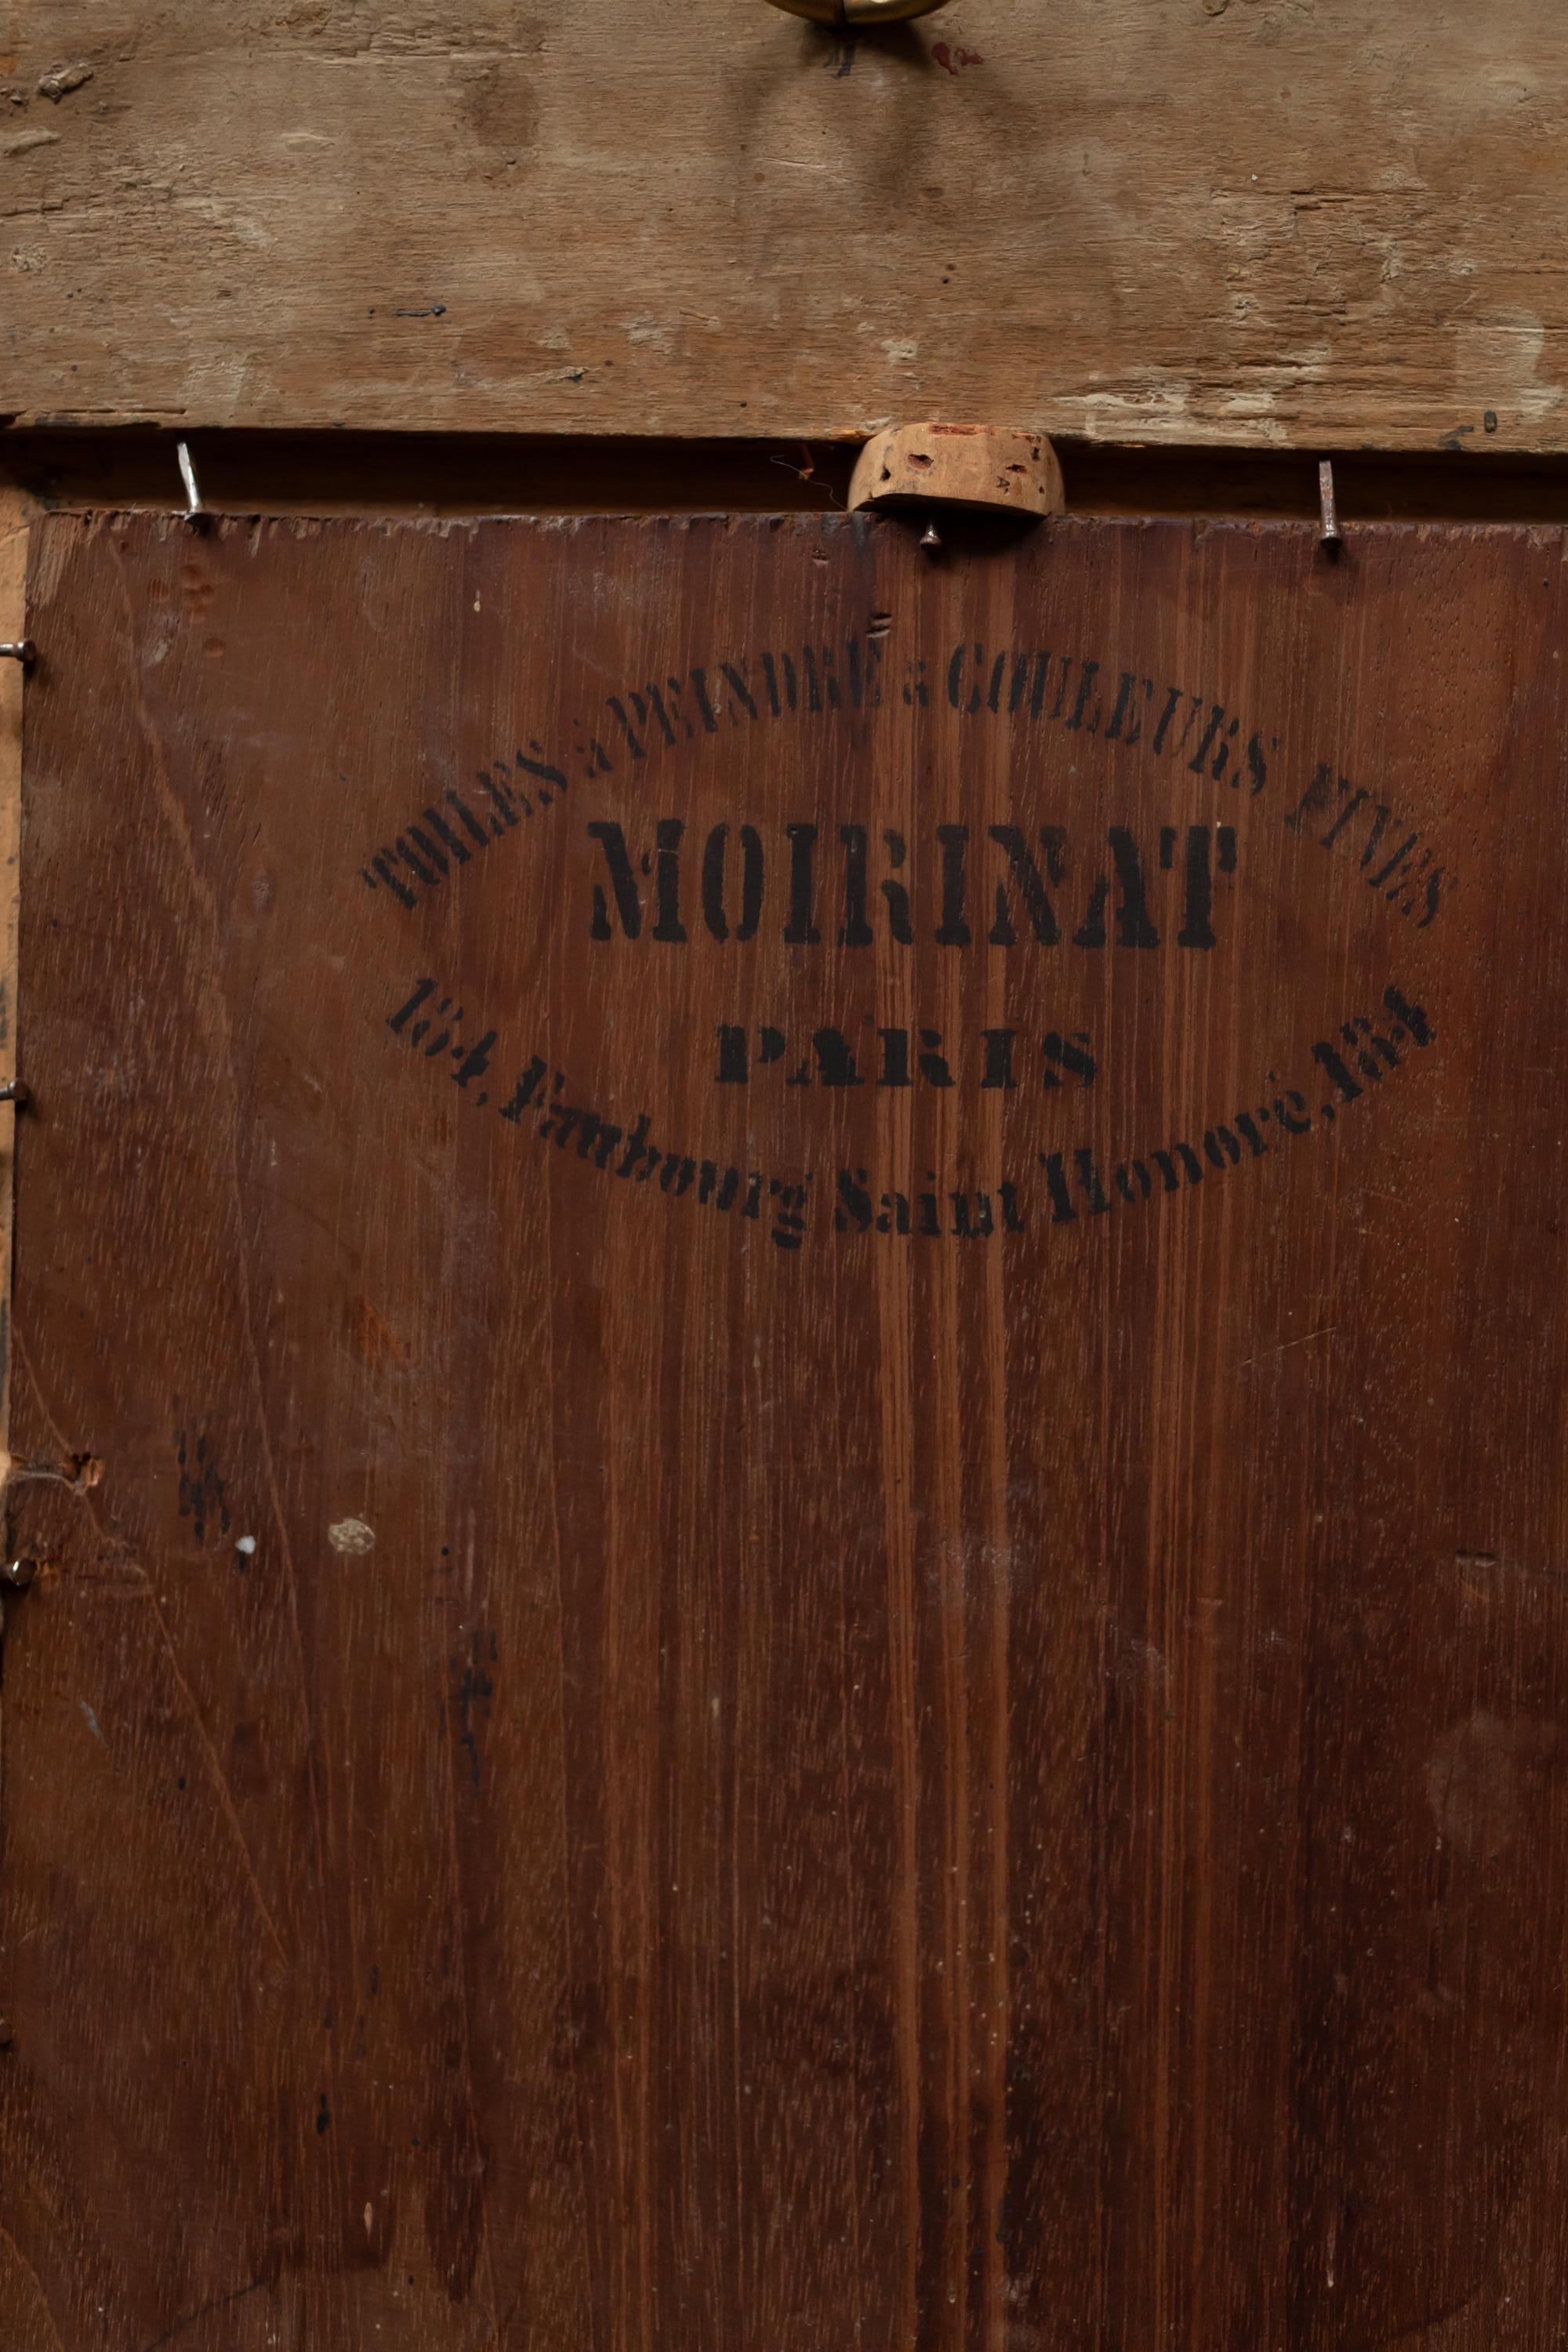 TOILES à PEINDRE & COULEURS FINES
MOIRINAT
PARIS
184, Faubourg Saint Honoré, 184